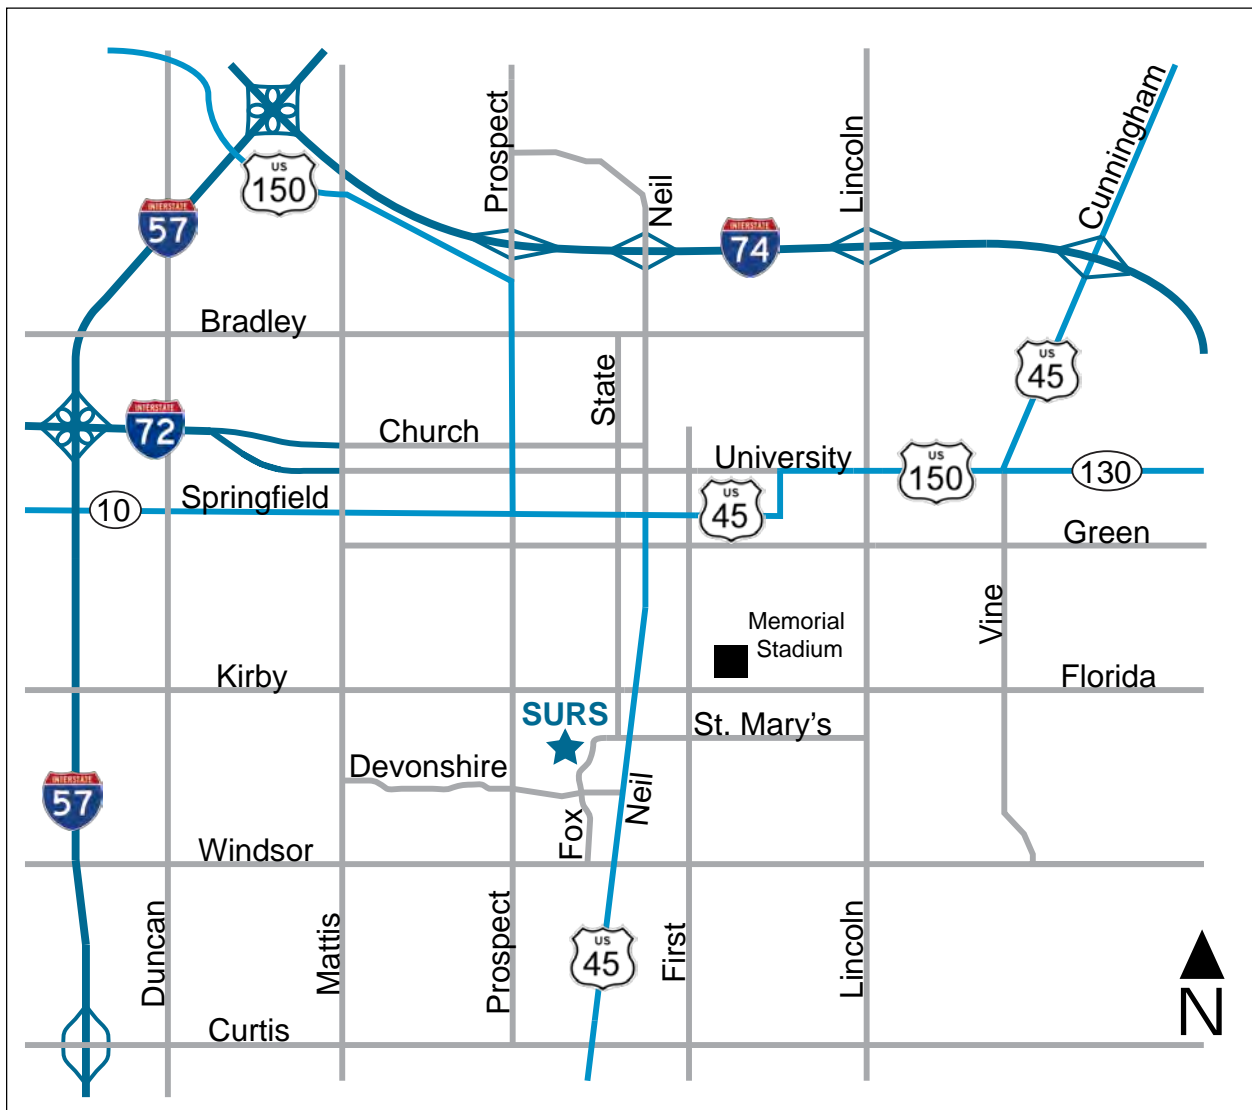 Prospect
Neil
Lincoln
Cunningham
US
150
INTERSTATE
57
INTERSTATE
74
Bradley
State
US
45
INTERSTATE
72
Church
University
US
150
130
Springfield
10
US
45
Green
Vine
Memorial
Stadium
Kirby
Florida
SURS
St. Mary's
Devonshire
INTERSTATE
57
Neil
Fox
Windsor
Duncan
Mattis
Prospect
First
Lincoln
US
45
Curtis
N